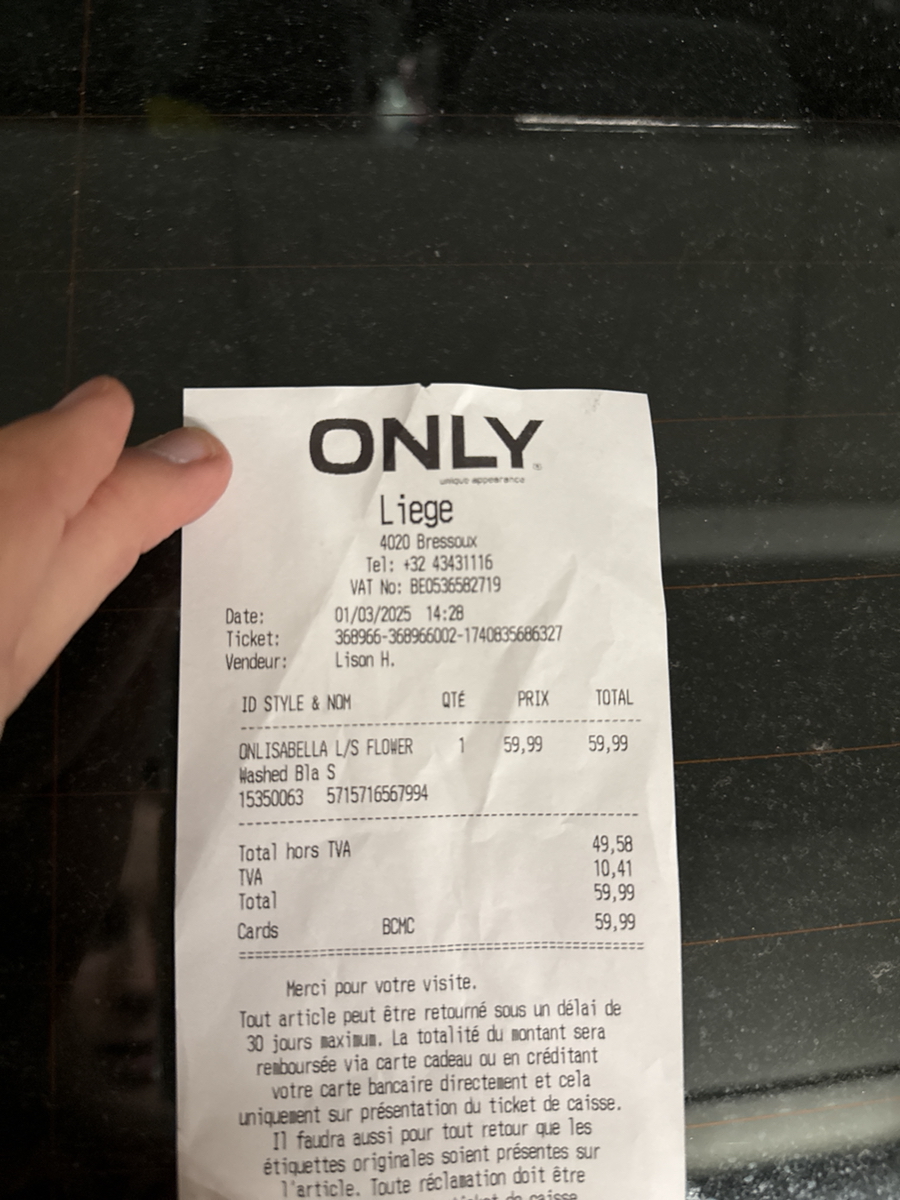 ONLY
unique appearance
Liege
4020 Bressoux
Tel: +32 43431116
VAT No: BE0536582719
Date: 01/03/2025 14:28
Ticket: 368966-368966002-1740835686327
Vendeur: Lison H.
ID STYLE & NOM QTÉ PRIX TOTAL
ONLISABELLA L/S FLOWER 1 59,99 59,99
Washed Bla S
15350063 5715716567994
Total hors TVA 49,58
TVA 10,41
Total 59,99
Cards BCMC 59,99
Merci pour votre visite.
Tout article peut être retourné sous un délai de
30 jours maximum. La totalité du montant sera
remboursée via carte cadeau ou en créditant
votre carte bancaire directement et cela
uniquement sur présentation du ticket de caisse.
Il faudra aussi pour tout retour que les
étiquettes originales soient présentes sur
l'article. Toute réclamation doit être
ticket de caisse